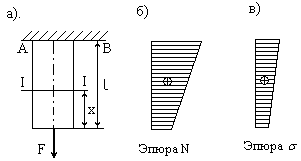 а). б) в).
A B
I I
x l
F
Эпюра N Эпюра σ